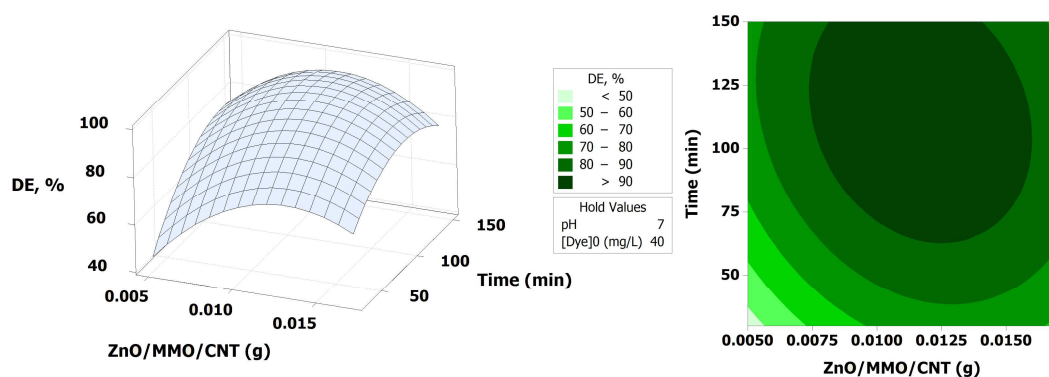 100
80
60
40
DE, %
0.005
0.010
0.015
ZnO/MMO/CNT (g)
50
100
150
Time (min)
DE, %
< 50
50 – 60
60 – 70
70 – 80
80 – 90
> 90
Hold Values
pH 7
[Dye]0 (mg/L) 40
150
125
100
75
50
Time (min)
0.0050 0.0075 0.0100 0.0125 0.0150
ZnO/MMO/CNT (g)